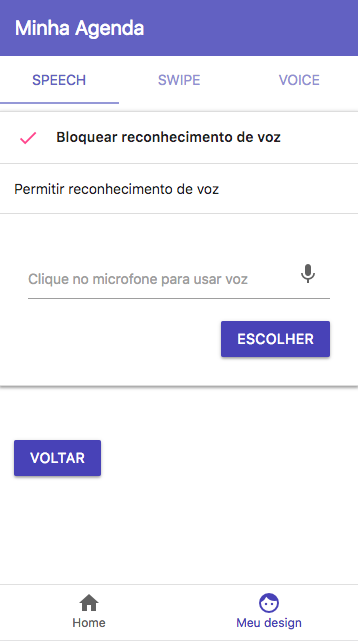 Minha Agenda
SPEECH SWIPE VOICE
Bloquear reconhecimento de voz
Permitir reconhecimento de voz
Clique no microfone para usar voz
ESCOLHER
VOLTAR
Home Meu design